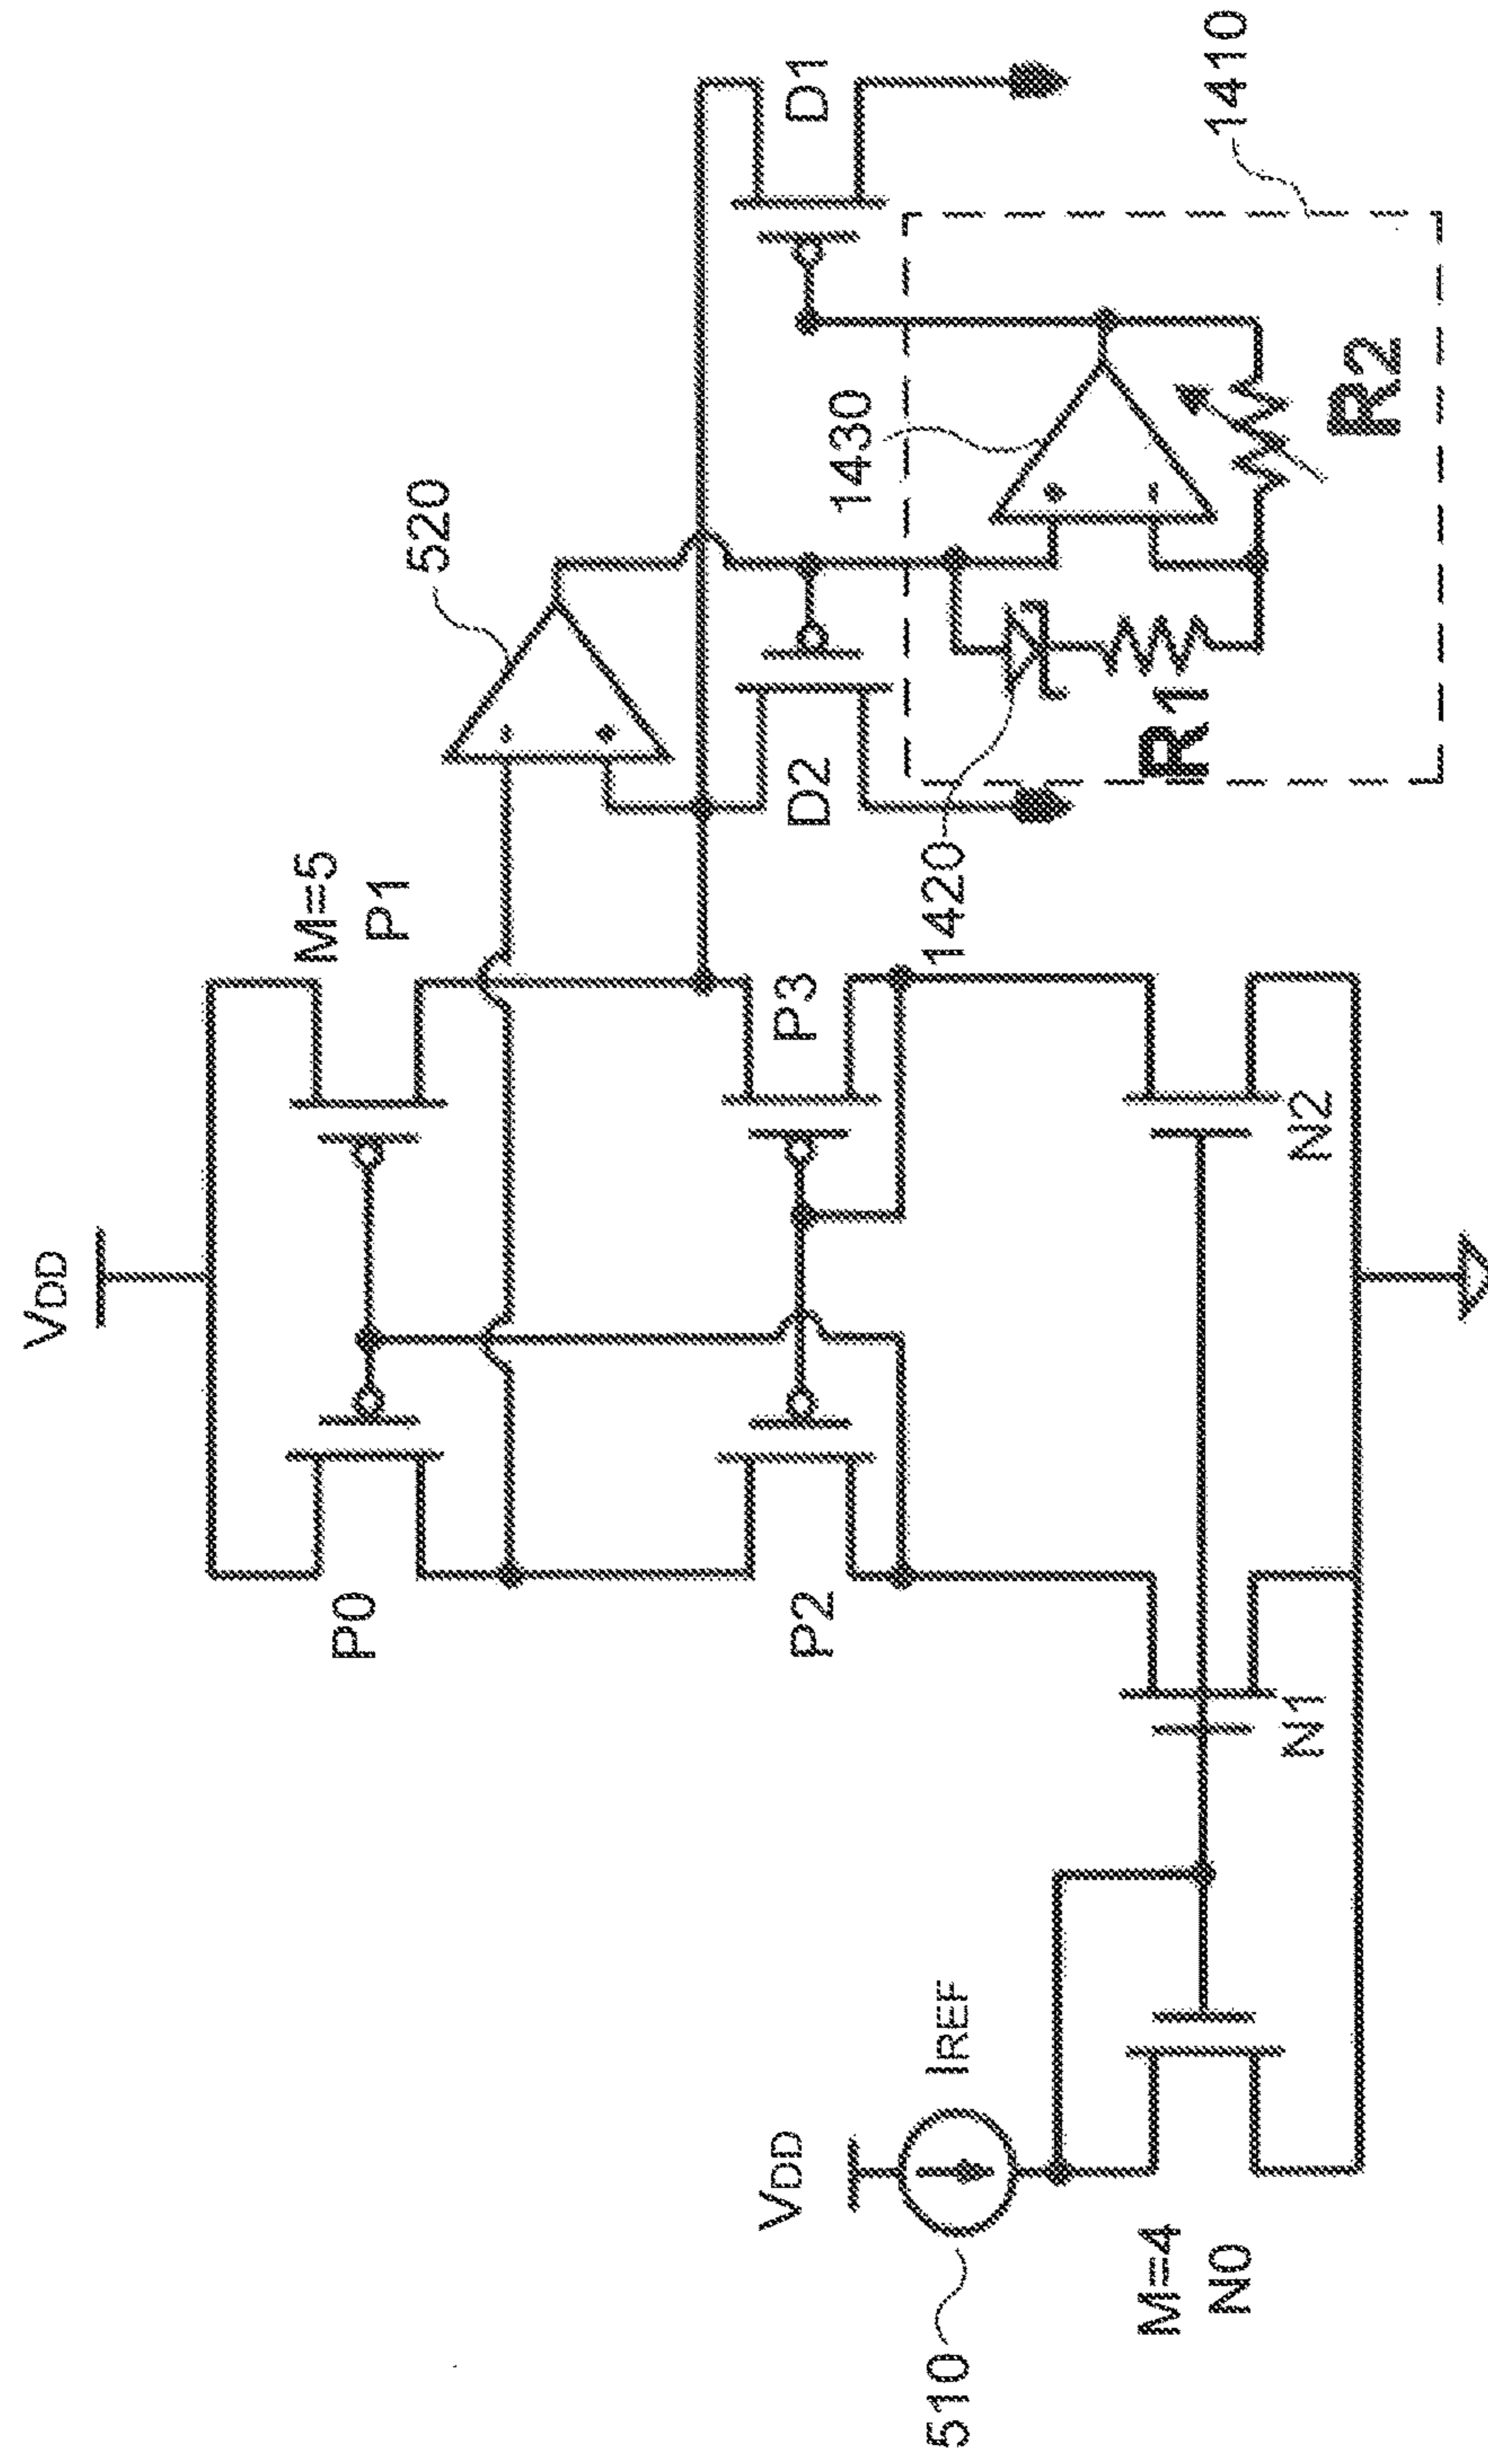 VDD
P0
M=5
P1
520
P2
P3
D2
D1
VDD
510
IREF
M=4
N0
N1
N2
1420
1430
R1
R2
1410